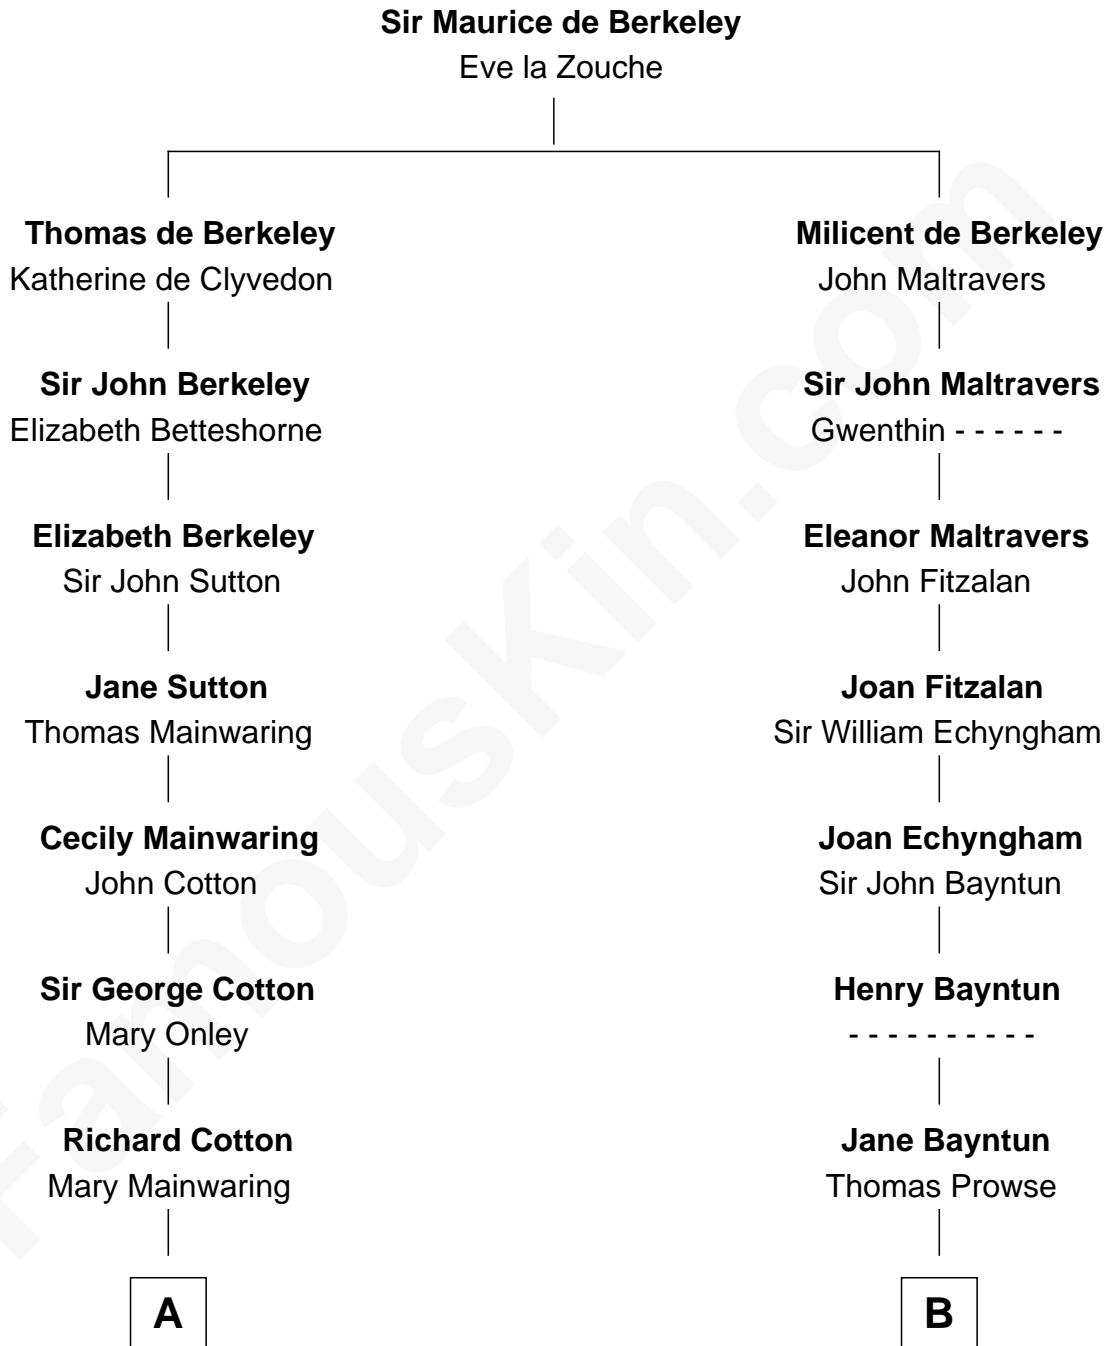 Sir Maurice de Berkeley
Eve la Zouche
Thomas de Berkeley
Katherine de Clyvedon
Sir John Berkeley
Elizabeth Betteshorne
Elizabeth Berkeley
Sir John Sutton
Jane Sutton
Thomas Mainwaring
Cecily Mainwaring
John Cotton
Sir George Cotton
Mary Onley
Richard Cotton
Mary Mainwaring
A
Milicent de Berkeley
John Maltravers
Sir John Maltravers
Gwenthin - - - - - -
Eleanor Maltravers
John Fitzalan
Joan Fitzalan
Sir William Echyngham
Joan Echyngham
Sir John Bayntun
Henry Bayntun
- - - - - - - - - -
Jane Bayntun
Thomas Prowse
B
FamousKin.com